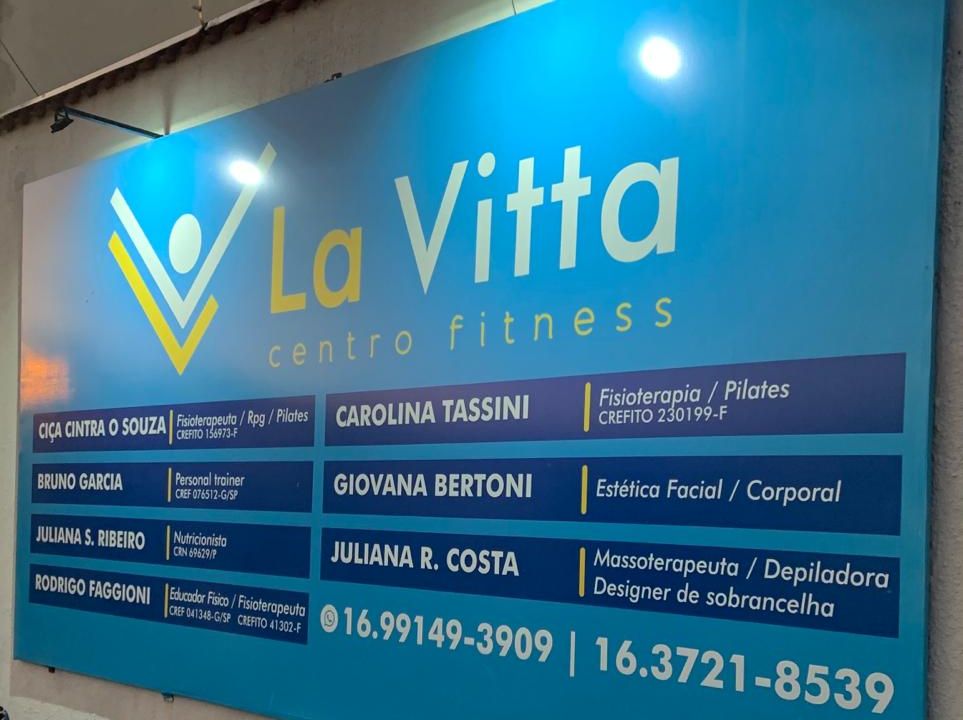 La Vitta
centro fitness
CIÇA CINTRA O SOUZA
Fisioterapeuta / Rpg / Pilates
CREFITO 156973-F
BRUNO GARCIA
Personal trainer
CREF 076512-G/SP
JULIANA S. RIBEIRO
Nutricionista
CRN 69629/P
RODRIGO FAGGIONI
Educador Físico / Fisioterapeuta
CREF 041348-G/SP CREFITO 41302-F
CAROLINA TASSINI
Fisioterapia / Pilates
CREFITO 230199-F
GIOVANA BERTONI
Estética Facial / Corporal
JULIANA R. COSTA
Massoterapeuta / Depiladora
Designer de sobrancelha
16.99149-3909 | 16.3721-8539